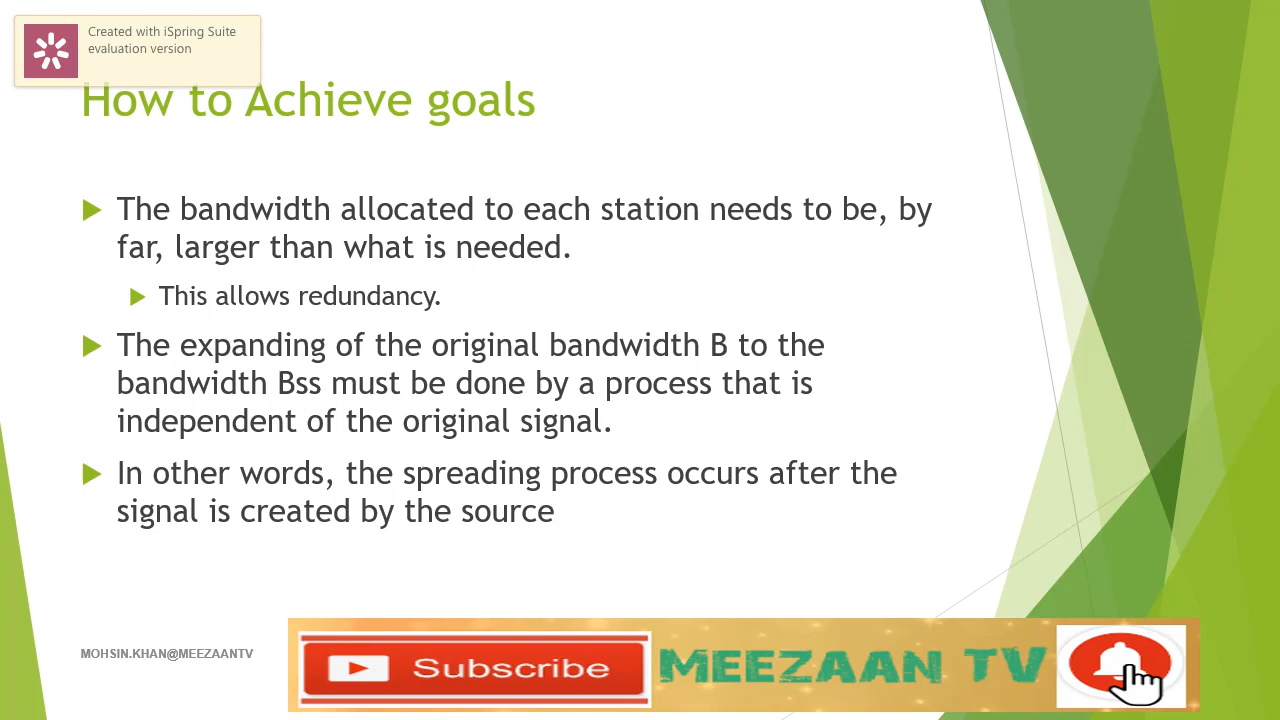 Created with iSpring Suite
evaluation version
How to Achieve goals
The bandwidth allocated to each station needs to be, by
far, larger than what is needed.
This allows redundancy.
The expanding of the original bandwidth B to the
bandwidth Bss must be done by a process that is
independent of the original signal.
In other words, the spreading process occurs after the
signal is created by the source
MOHSIN.KHAN@MEEZAANTV
Subscribe
MEEZAAN TV